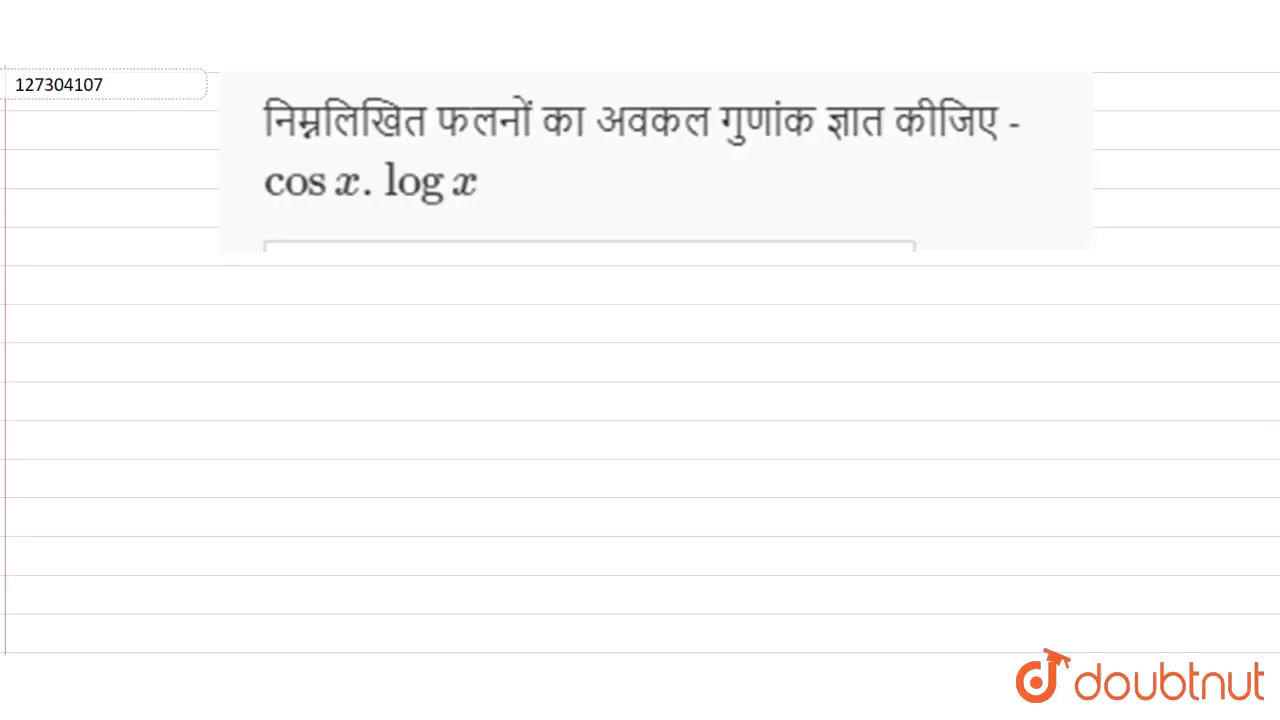 127304107
निम्नलिखित फलनों का अवकल गुणांक ज्ञात कीजिए -
cos x. log x
doubtnut